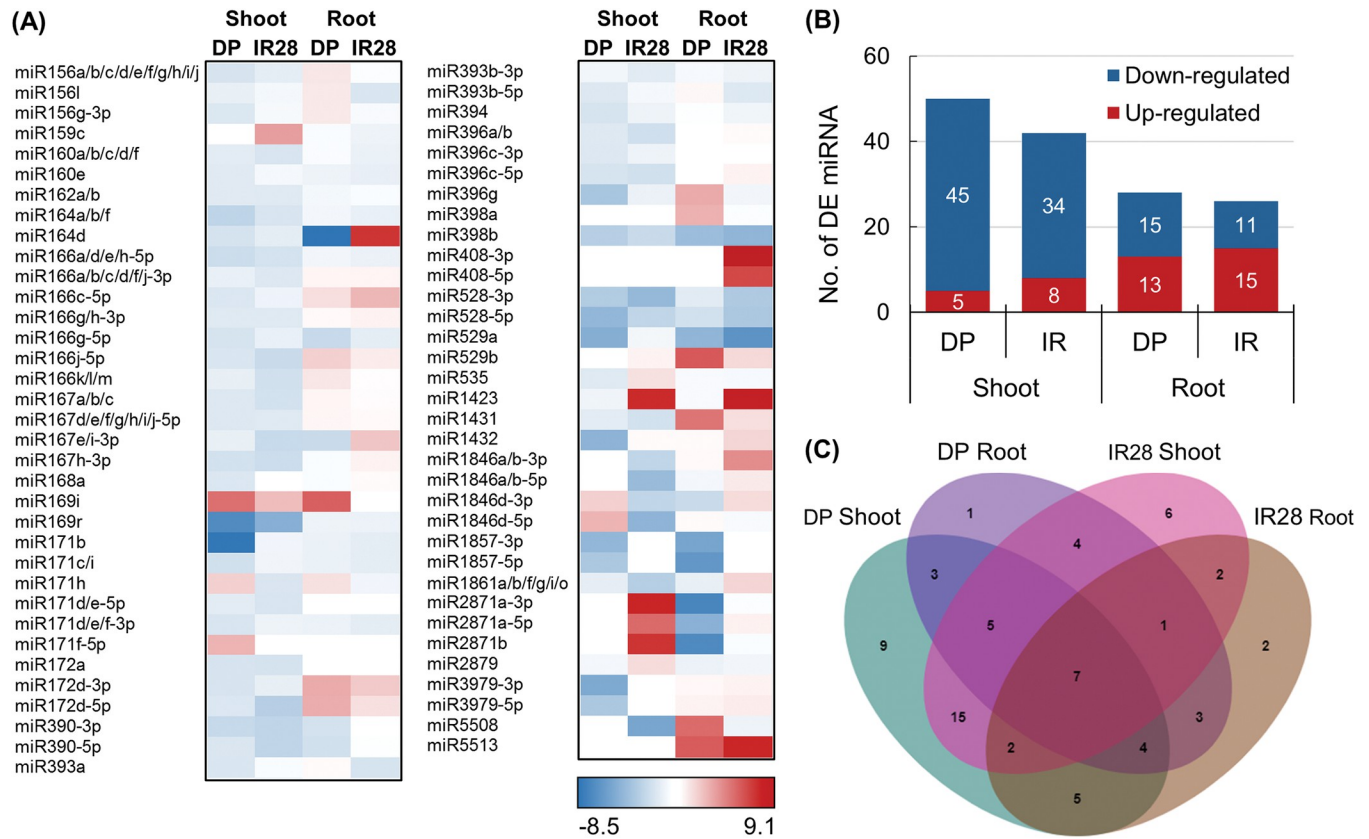 (A)
Shoot Root
DP IR28 DP IR28
miR156a/b/c/d/e/f/g/h/i/j
miR156l
miR156g-3p
miR159c
miR160a/b/c/d/f
miR160e
miR162a/b
miR164a/b/f
miR164d
miR166a/d/e/h-5p
miR166a/b/c/d/f/j-3p
miR166c-5p
miR166g/h-3p
miR166g-5p
miR166j-5p
miR166k/l/m
miR167a/b/c
miR167d/e/f/g/h/i/j-5p
miR167e/i-3p
miR167h-3p
miR168a
miR169i
miR169r
miR171b
miR171c/i
miR171h
miR171d/e-5p
miR171d/e/f-3p
miR171f-5p
miR172a
miR172d-3p
miR172d-5p
miR390-3p
miR390-5p
miR393a
Shoot Root
DP IR28 DP IR28
miR393b-3p
miR393b-5p
miR394
miR396a/b
miR396c-3p
miR396c-5p
miR396g
miR398a
miR398b
miR408-3p
miR408-5p
miR528-3p
miR528-5p
miR529a
miR529b
miR535
miR1423
miR1431
miR1432
miR1846a/b-3p
miR1846a/b-5p
miR1846d-3p
miR1846d-5p
miR1857-3p
miR1857-5p
miR1861a/b/f/g/i/o
miR2871a-3p
miR2871a-5p
miR2871b
miR2879
miR3979-3p
miR3979-5p
miR5508
miR5513
-8.5 9.1
(B)
No. of DE miRNA
60
40
20
0
Down-regulated
Up-regulated
45 34 15 11
5 8 13 15
DP IR DP IR
Shoot Root
(C)
DP Root IR28 Shoot
DP Shoot IR28 Root
1 6
4
3 2
5 1
9 2
7
15 3
2 4
5